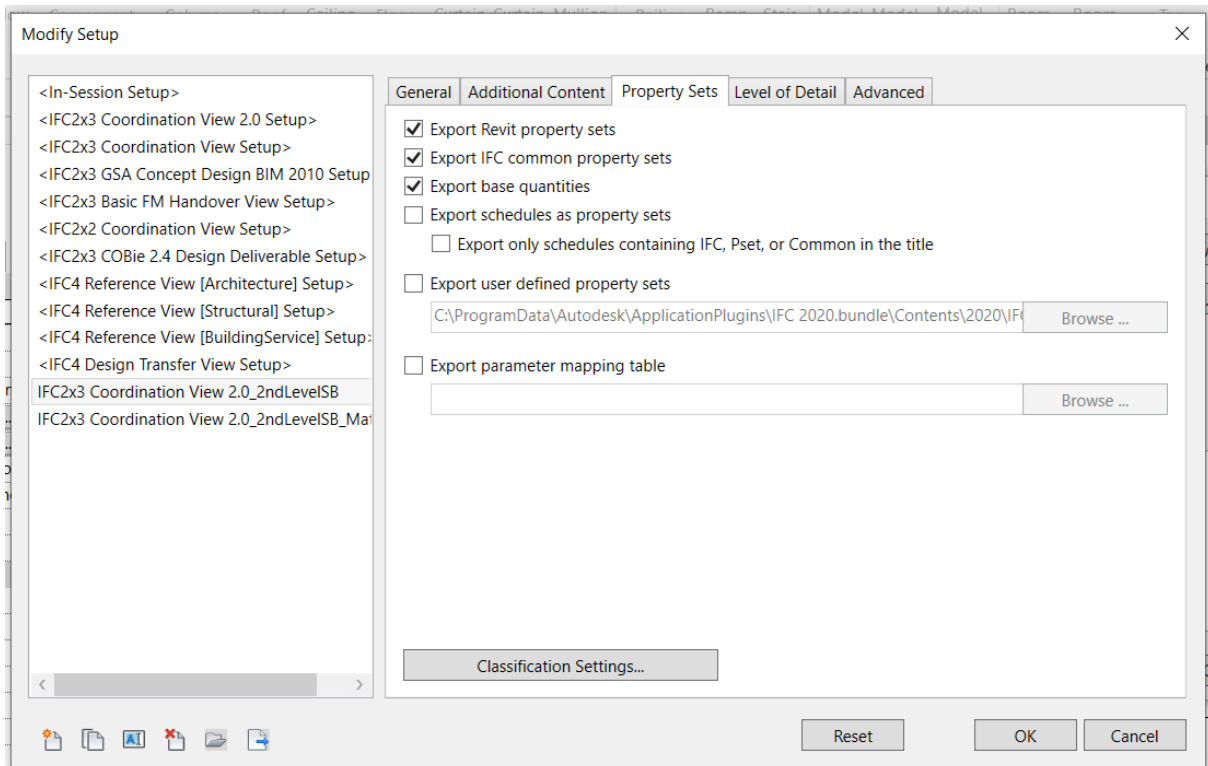 Modify Setup
<In-Session Setup>
<IFC2x3 Coordination View 2.0 Setup>
<IFC2x3 Coordination View Setup>
<IFC2x3 GSA Concept Design BIM 2010 Setup
<IFC2x3 Basic FM Handover View Setup>
<IFC2x2 Coordination View Setup>
<IFC2x3 COBie 2.4 Design Deliverable Setup>
<IFC4 Reference View [Architecture] Setup>
<IFC4 Reference View [Structural] Setup>
<IFC4 Reference View [BuildingService] Setup>
<IFC4 Design Transfer View Setup>
IFC2x3 Coordination View 2.0_2ndLevelSB
IFC2x3 Coordination View 2.0_2ndLevelSB_Mat
General Additional Content Property Sets Level of Detail Advanced
Export Revit property sets
Export IFC common property sets
Export base quantities
Export schedules as property sets
Export only schedules containing IFC, Pset, or Common in the title
Export user defined property sets
C:\ProgramData\Autodesk\ApplicationPlugins\IFC 2020.bundle\Contents\2020\IF Browse ...
Export parameter mapping table
Browse ...
Classification Settings...
Reset OK Cancel